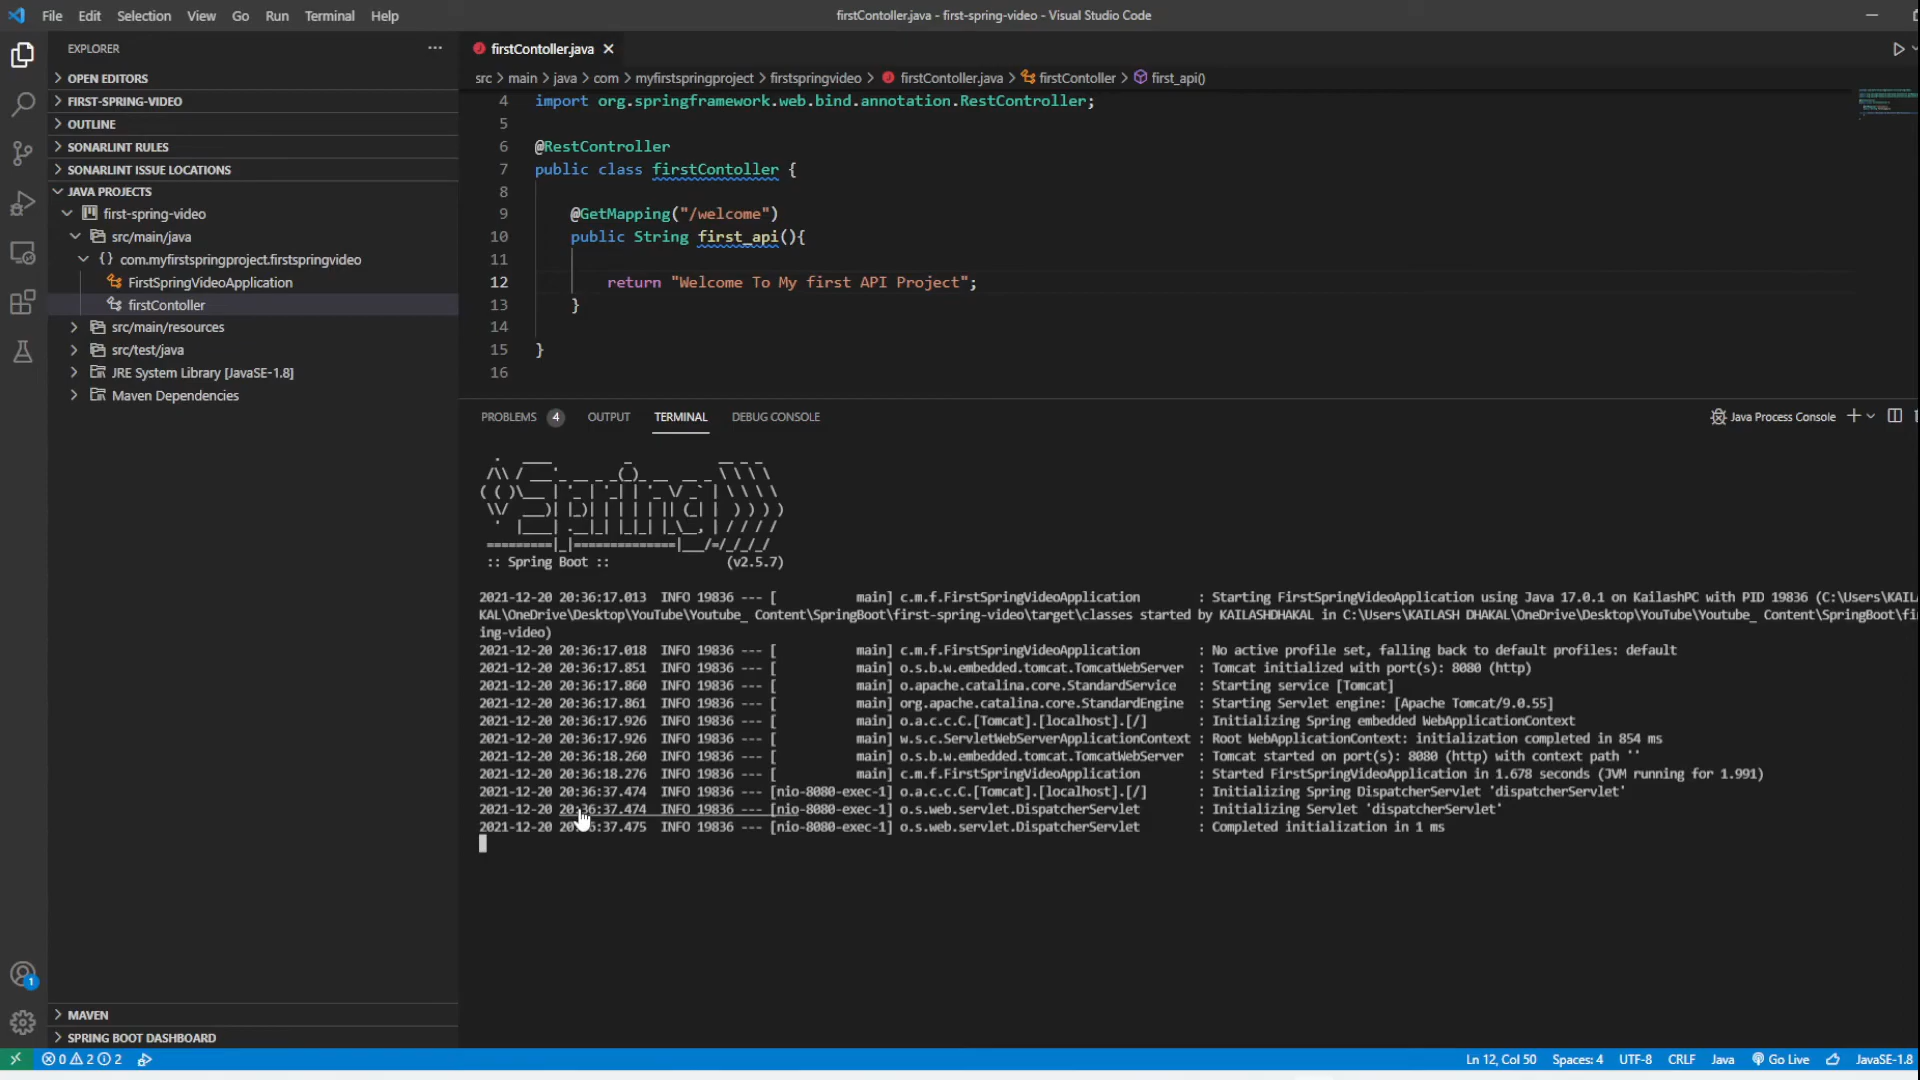 File Edit Selection View Go Run Terminal Help
firstContoller.java - first-spring-video - Visual Studio Code
EXPLORER
OPEN EDITORS
FIRST-SPRING-VIDEO
OUTLINE
SONARLINT RULES
SONARLINT ISSUE LOCATIONS
JAVA PROJECTS
first-spring-video
src/main/java
{} com.myfirstspringproject.firstspringvideo
FirstSpringVideoApplication
firstContoller
src/main/resources
src/test/java
JRE System Library [JavaSE-1.8]
Maven Dependencies
MAVEN
SPRING BOOT DASHBOARD
firstContoller.java
src > main > java > com > myfirstspringproject > firstspringvideo > firstContoller.java > firstContoller > first_api()
4 import org.springframework.web.bind.annotation.RestController;
5
6 @RestController
7 public class firstContoller {
8
9 @GetMapping("/welcome")
10 public String first_api(){
11
12 return "Welcome To My first API Project";
13 }
14
15 }
16
PROBLEMS 4 OUTPUT TERMINAL DEBUG CONSOLE
Java Process Console
Spring
:: Spring Boot :: (v2.5.7)
2021-12-20 20:36:17.013 INFO 19836 --- [ main] c.m.f.FirstSpringVideoApplication : Starting FirstSpringVideoApplication using Java 17.0.1 on KailashPC with PID 19836 (C:\Users\KAIL
KAL\OneDrive\Desktop\YouTube\Youtube_ Content\SpringBoot\first-spring-video\target\classes started by KAILASHDHAKAL in C:\Users\KAILASH DHAKAL\OneDrive\Desktop\YouTube\Youtube_ Content\SpringBoot\fi
ing-video)
2021-12-20 20:36:17.018 INFO 19836 --- [ main] c.m.f.FirstSpringVideoApplication : No active profile set, falling back to default profiles: default
2021-12-20 20:36:17.851 INFO 19836 --- [ main] o.s.b.w.embedded.tomcat.TomcatWebServer : Tomcat initialized with port(s): 8080 (http)
2021-12-20 20:36:17.860 INFO 19836 --- [ main] o.apache.catalina.core.StandardService : Starting service [Tomcat]
2021-12-20 20:36:17.861 INFO 19836 --- [ main] org.apache.catalina.core.StandardEngine : Starting Servlet engine: [Apache Tomcat/9.0.55]
2021-12-20 20:36:17.926 INFO 19836 --- [ main] o.a.c.c.C.[Tomcat].[localhost].[/] : Initializing Spring embedded WebApplicationContext
2021-12-20 20:36:17.926 INFO 19836 --- [ main] w.s.c.ServletWebServerApplicationContext : Root WebApplicationContext: initialization completed in 854 ms
2021-12-20 20:36:18.260 INFO 19836 --- [ main] o.s.b.w.embedded.tomcat.TomcatWebServer : Tomcat started on port(s): 8080 (http) with context path ''
2021-12-20 20:36:18.276 INFO 19836 --- [ main] c.m.f.FirstSpringVideoApplication : Started FirstSpringVideoApplication in 1.678 seconds (JVM running for 1.991)
2021-12-20 20:36:37.474 INFO 19836 --- [nio-8080-exec-1] o.a.c.c.C.[Tomcat].[localhost].[/] : Initializing Spring DispatcherServlet 'dispatcherServlet'
2021-12-20 20:36:37.474 INFO 19836 --- [nio-8080-exec-1] o.s.web.servlet.DispatcherServlet : Initializing Servlet 'dispatcherServlet'
2021-12-20 INFO 19836 --- [nio-8080-exec-1] o.s.web.servlet.DispatcherServlet : Completed initialization in 1 ms
1
0 2 2 Ln 12, Col 50 Spaces: 4 UTF-8 CRLF Java Go Live JavaSE-1.8